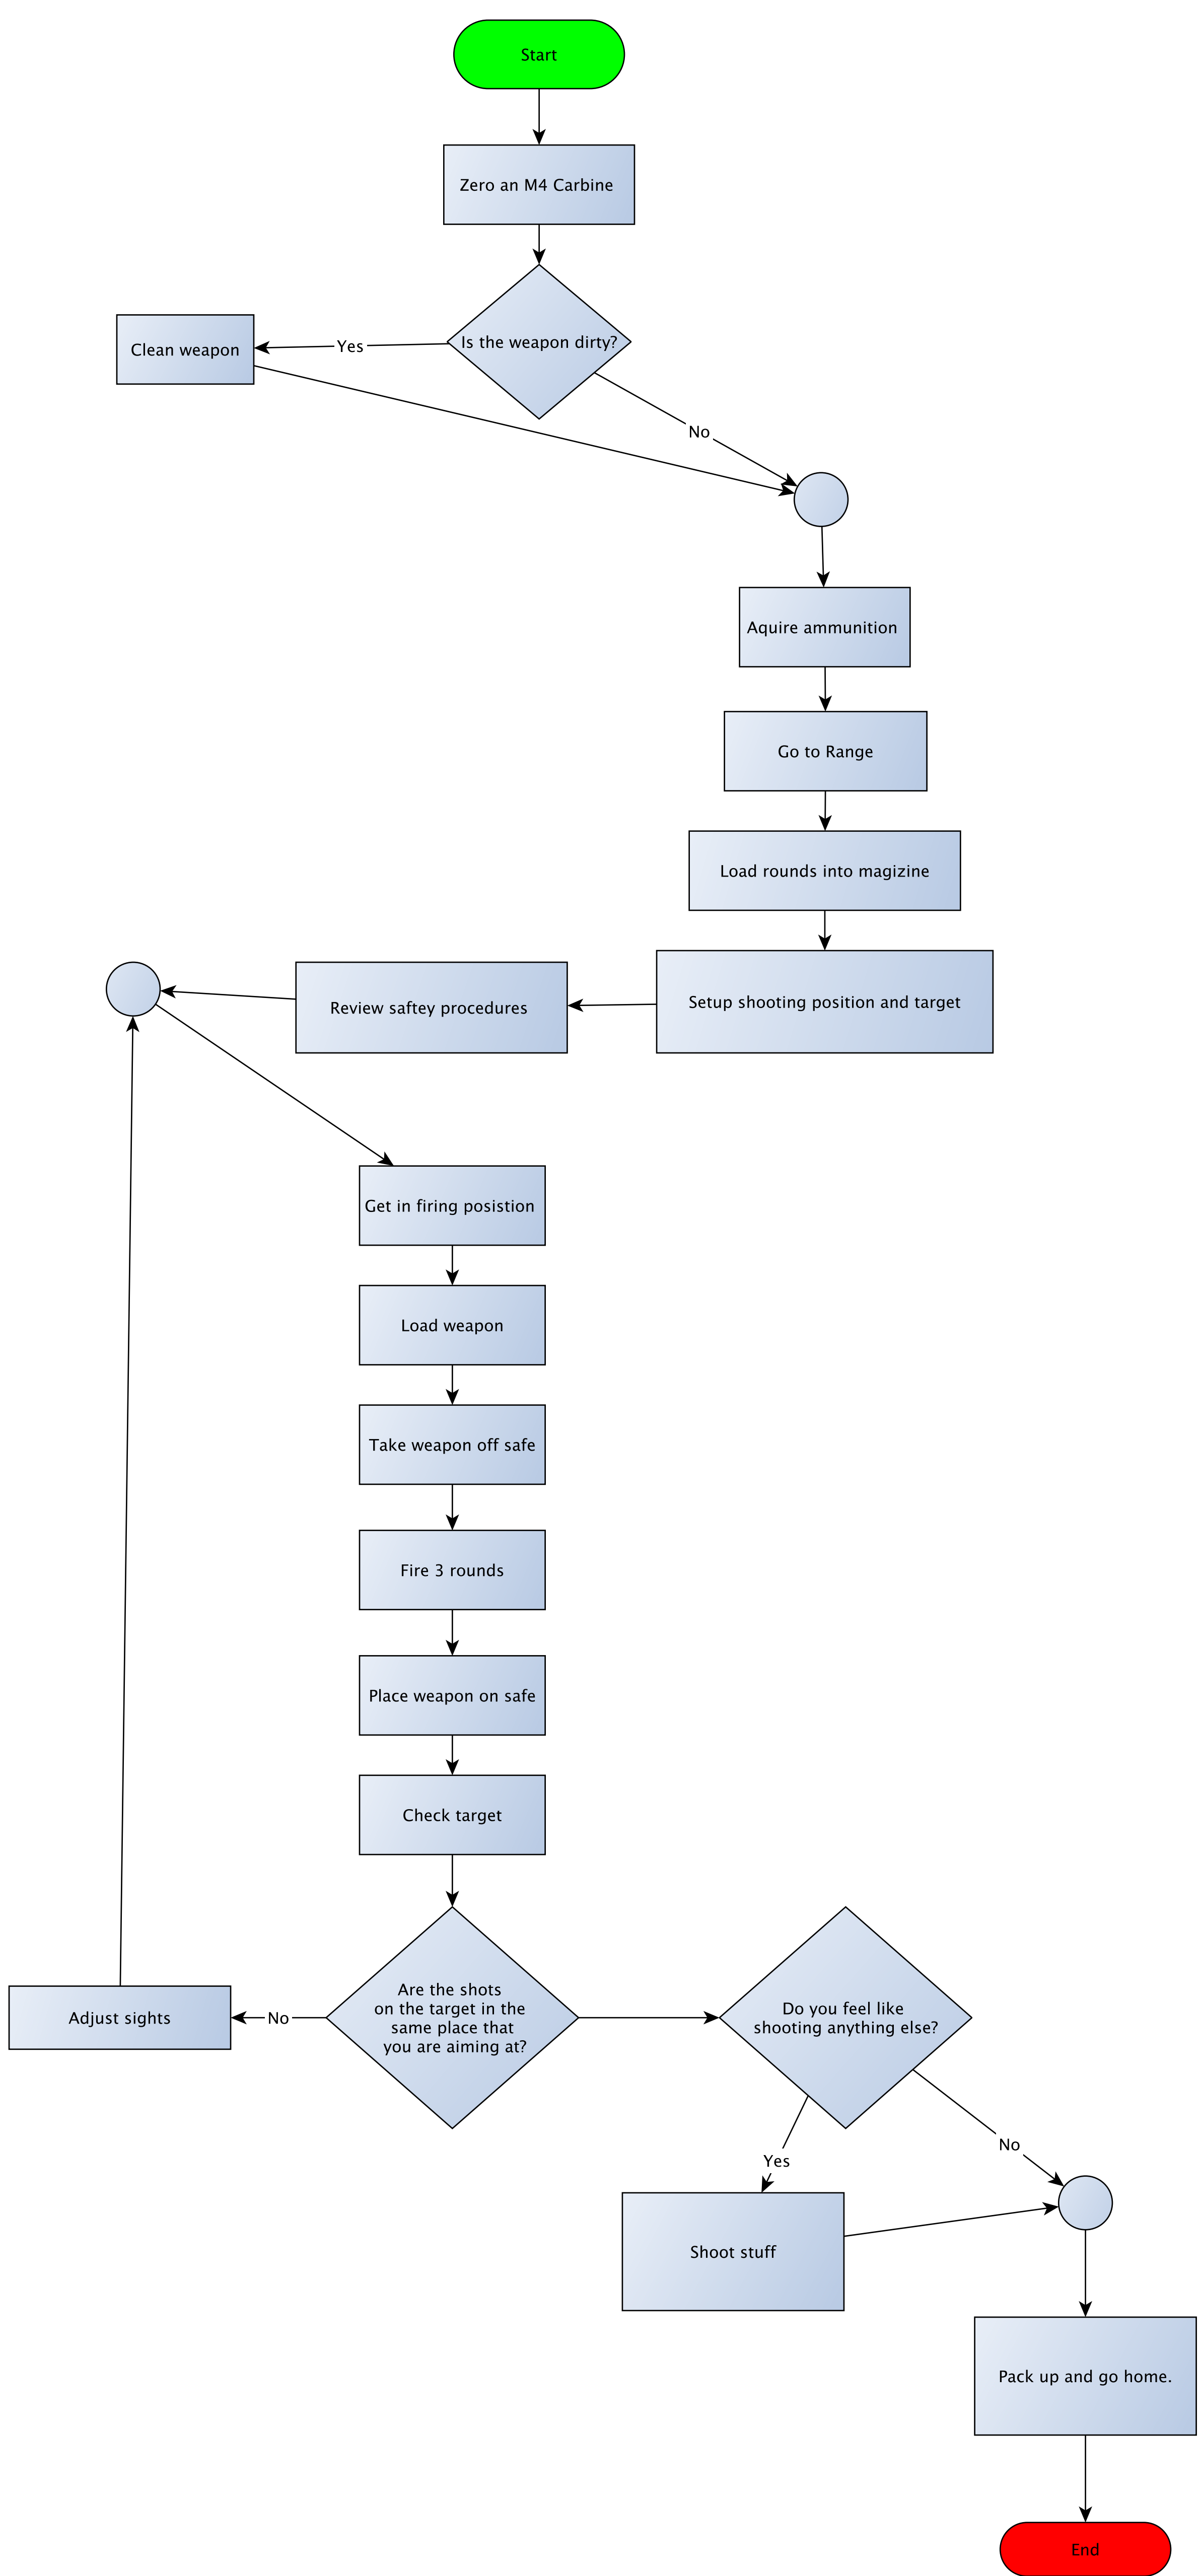 Start
Zero an M4 Carbine
Is the weapon dirty?
Yes
Clean weapon
No
Aquire ammunition
Go to Range
Load rounds into magizine
Setup shooting position and target
Review saftey procedures
Get in firing posistion
Load weapon
Take weapon off safe
Fire 3 rounds
Place weapon on safe
Check target
Are the shots
on the target in the
same place that
you are aiming at?
No
Adjust sights
Do you feel like
shooting anything else?
Yes
No
Shoot stuff
Pack up and go home.
End